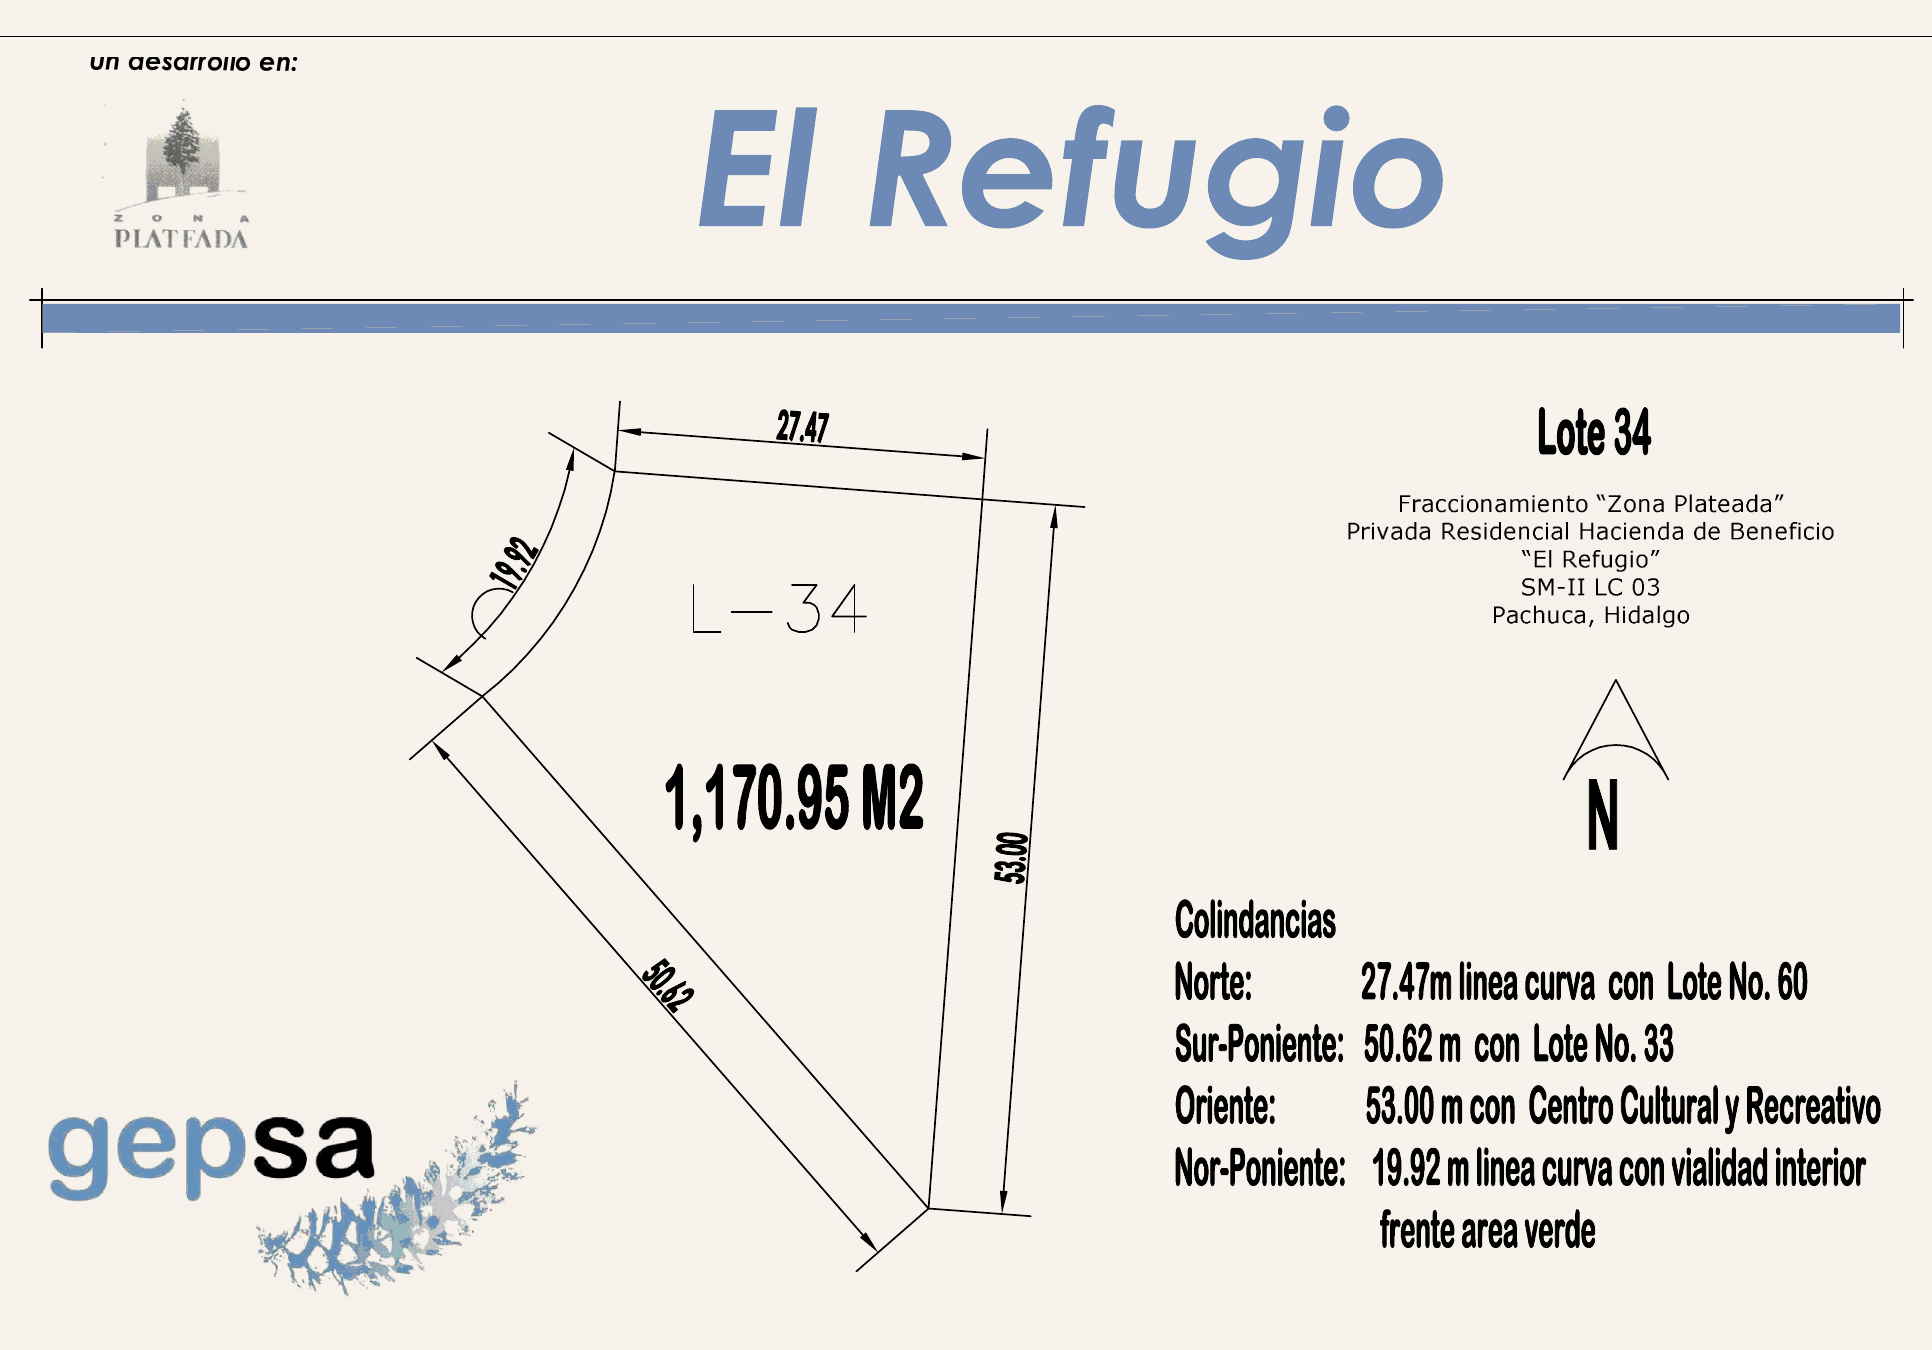 un desarrollo en:
ZONA
PLATEADA
El Refugio
27.47
19.92
L-34
1,170.95 M2
53.00
50.62
Lote 34
Fraccionamiento “Zona Plateada”
Privada Residencial Hacienda de Beneficio
“El Refugio”
SM-II LC 03
Pachuca, Hidalgo
N
Colindancias
Norte: 27.47m linea curva con Lote No. 60
Sur-Poniente: 50.62 m con Lote No. 33
Oriente: 53.00 m con Centro Cultural y Recreativo
Nor-Poniente: 19.92 m linea curva con vialidad interior
frente area verde
gepsa